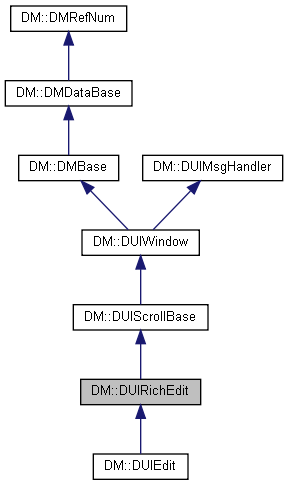 DM::DMRefNum
DM::DMDataBase
DM::DMBase
DM::DUIMsgHandler
DM::DUIWindow
DM::DUIScrollBase
DM::DUIRichEdit
DM::DUIEdit